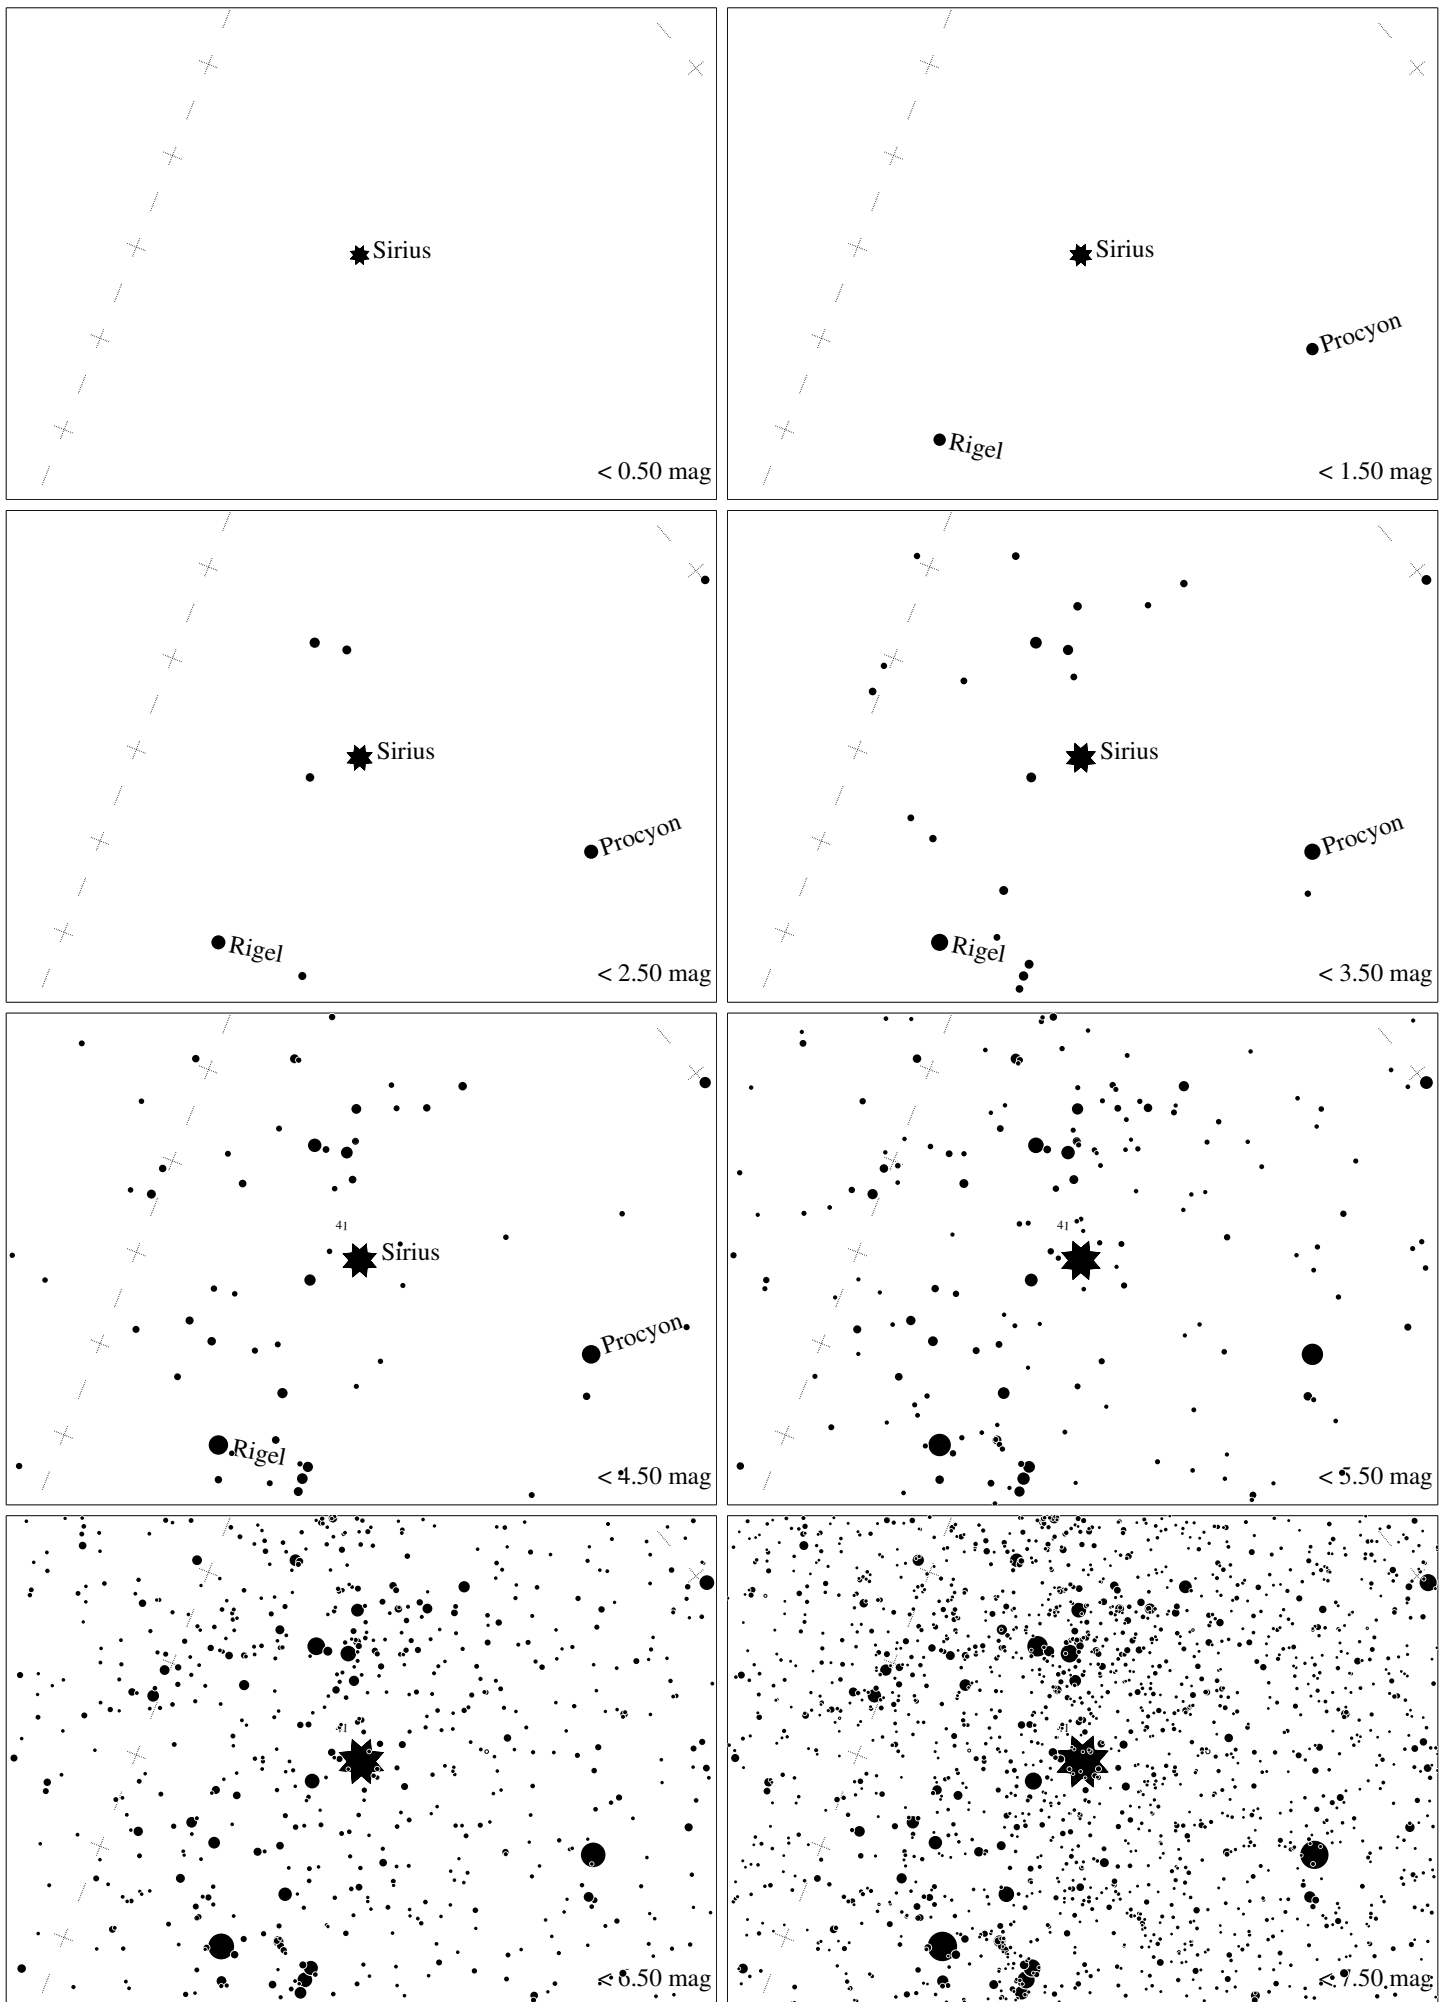 Sirius
< 0.50 mag
Sirius
Procyon
Rigel
< 1.50 mag
Sirius
Procyon
Rigel
< 2.50 mag
Sirius
Procyon
Rigel
< 3.50 mag
41
Sirius
Procyon
Rigel
< 4.50 mag
41
< 5.50 mag
41
< 6.50 mag
41
< 7.50 mag